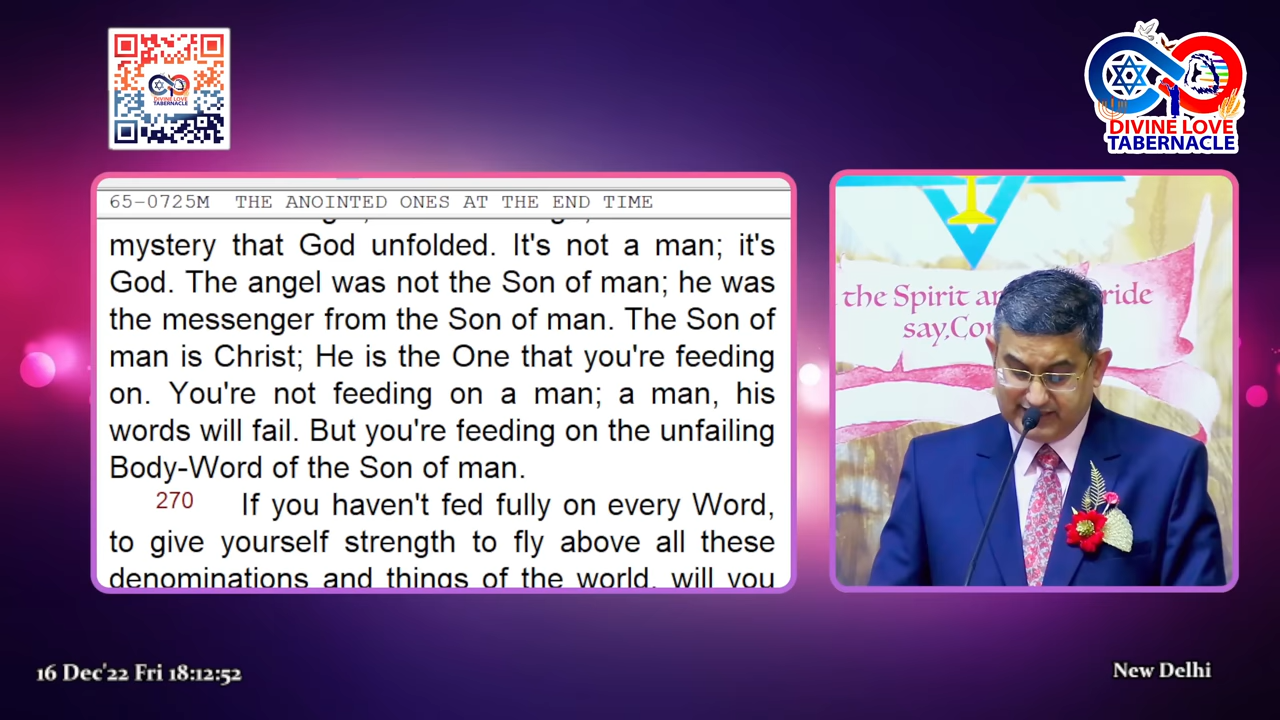 DIVINE LOVE
TABERNACLE
DIVINE LOVE
TABERNACLE
65-0725M THE ANOINTED ONES AT THE END TIME
mystery that God unfolded. It's not a man; it's
God. The angel was not the Son of man; he was
the messenger from the Son of man. The Son of
man is Christ; He is the One that you're feeding
on. You're not feeding on a man; a man, his
words will fail. But you're feeding on the unfailing
Body-Word of the Son of man.
270 If you haven't fed fully on every Word,
to give yourself strength to fly above all these
denominations and things of the world, will you
the Spirit an ride
say,Co
16 Dec'22 Fri 18:12:52
New Delhi